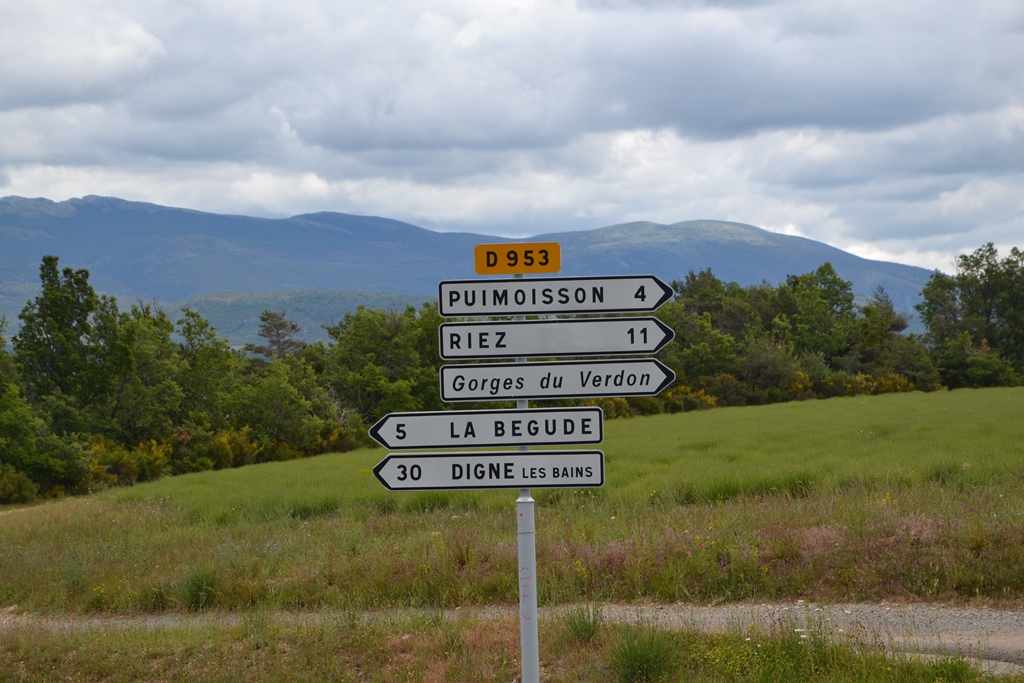 D 953
PUIMOISSON 4
RIEZ 11
Gorges du Verdon
5 LA BEGUDE
30 DIGNE LES BAINS